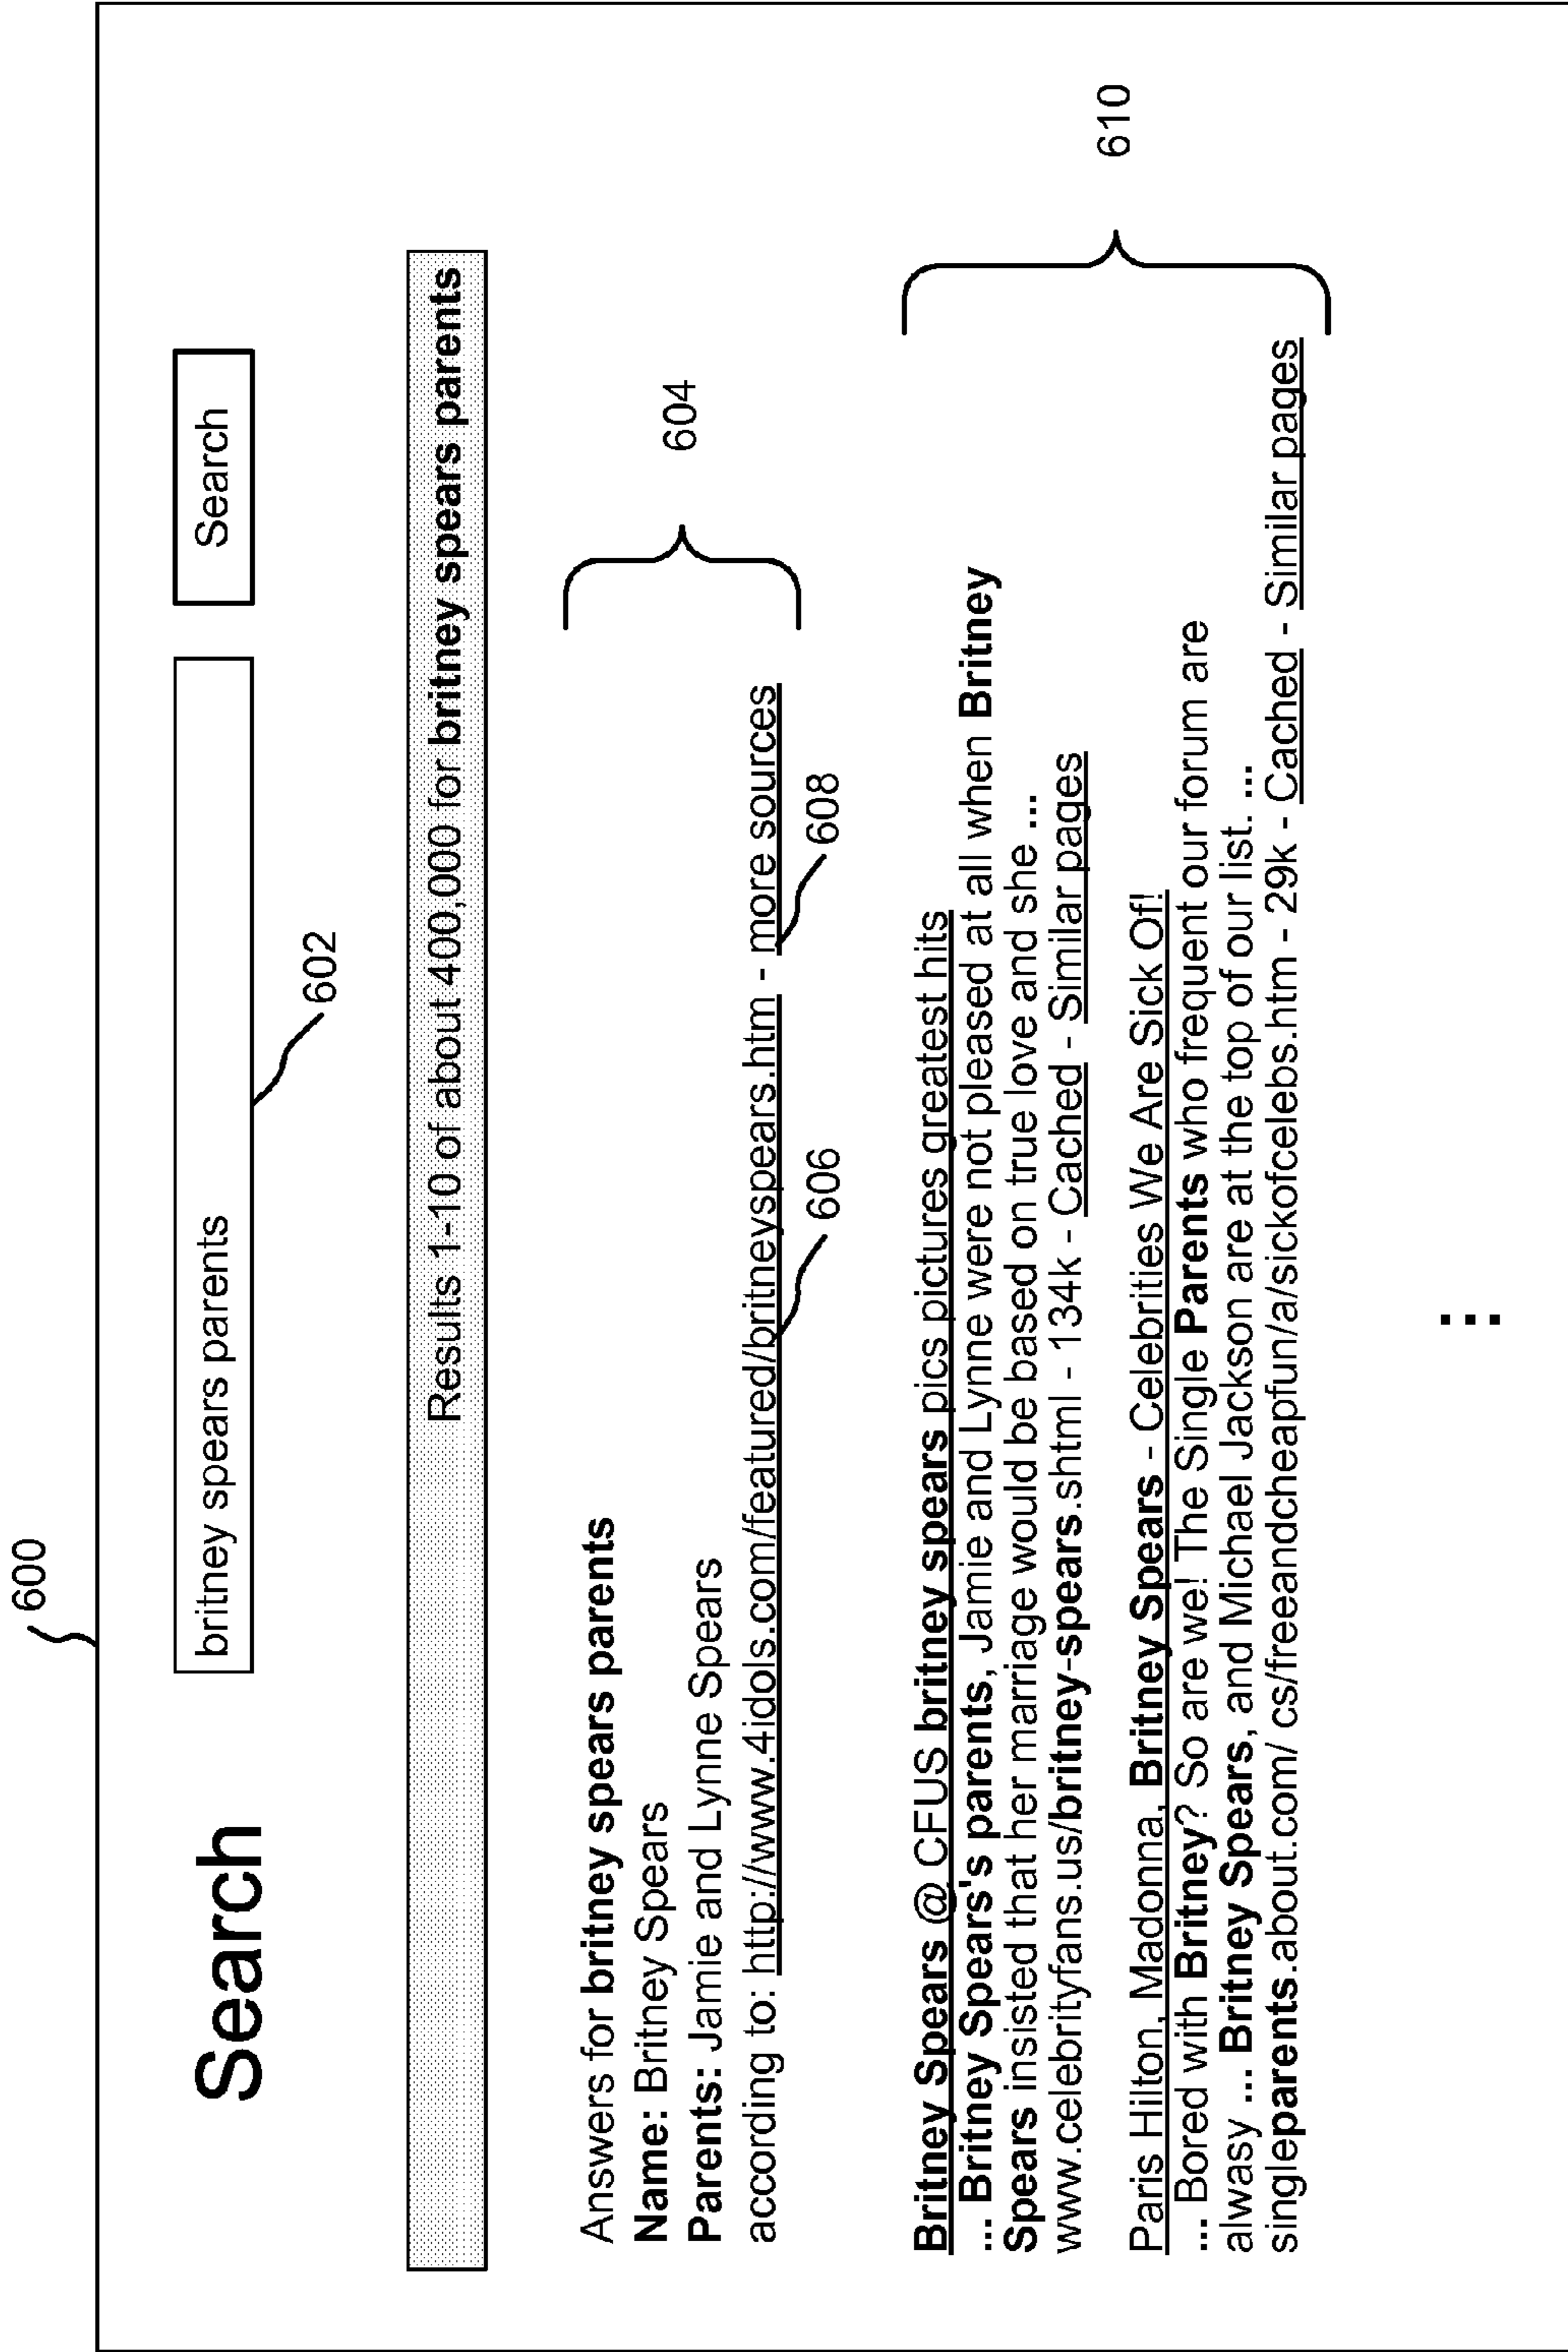 600
Search
britney spears parents
Search
602
Results 1-10 of about 400,000 for britney spears parents
Answers for britney spears parents
Name: Britney Spears
Parents: Jamie and Lynne Spears
according to: http://www.4idols.com/featured/britneyspears.htm - more sources
604
606
608
Britney Spears @ CFUS britney spears pics pictures greatest hits
... Britney Spears's parents, Jamie and Lynne were not pleased at all when Britney
Spears insisted that her marriage would be based on true love and she ...
www.celebrityfans.us/britney-spears.shtml - 134k - Cached - Similar pages
Paris Hilton, Madonna, Britney Spears - Celebrities We Are Sick Of!
... Bored with Britney? So are we! The Single Parents who frequent our forum are
alwasy ... Britney Spears, and Michael Jackson are at the top of our list. ...
singleparents.about.com/ cs/freeandcheapfun/a/sickofcelebs.htm - 29k - Cached - Similar pages
610
...